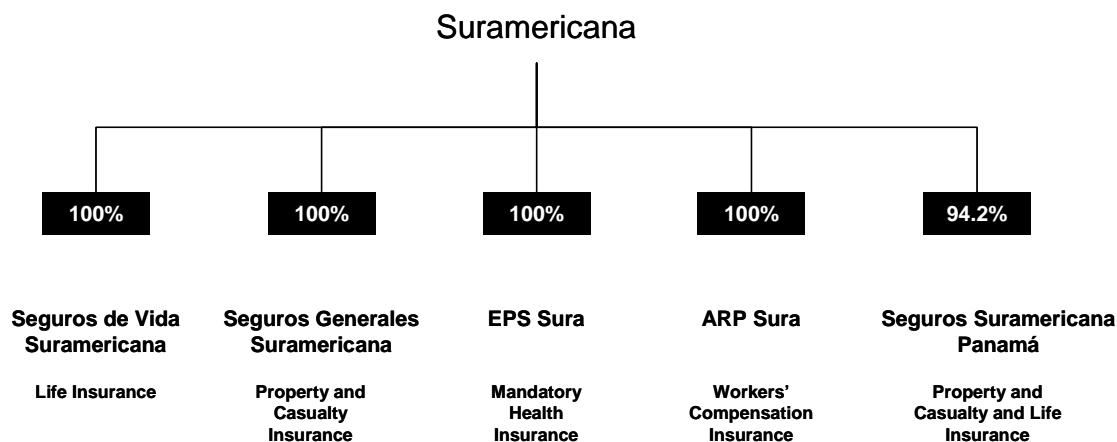 Suramericana
100%
100%
100%
100%
94.2%
Seguros de Vida
Suramericana
Seguros Generales
Suramericana
EPS Sura
ARP Sura
Seguros Suramericana
Panamá
Life Insurance
Property and
Casualty
Insurance
Mandatory
Health
Insurance
Workers’
Compensation
Insurance
Property and
Casualty and Life
Insurance